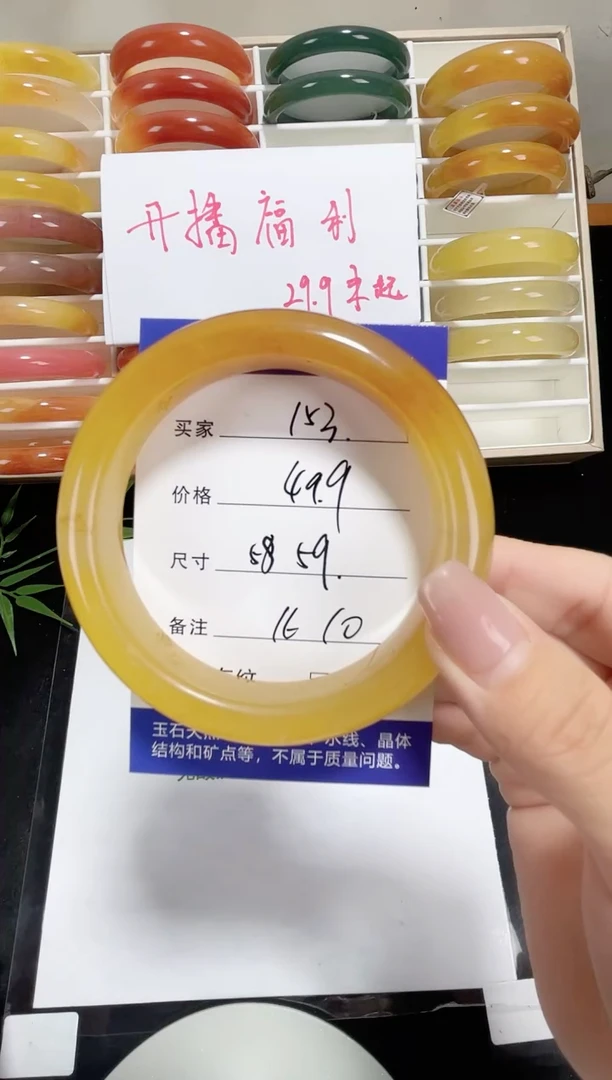 开播福利
29.9米起
买家 153.
价格 49.9
尺寸 58 59.
备注 16 10
玉石天然
水线、晶体
结构和矿点等，不属于质量问题。